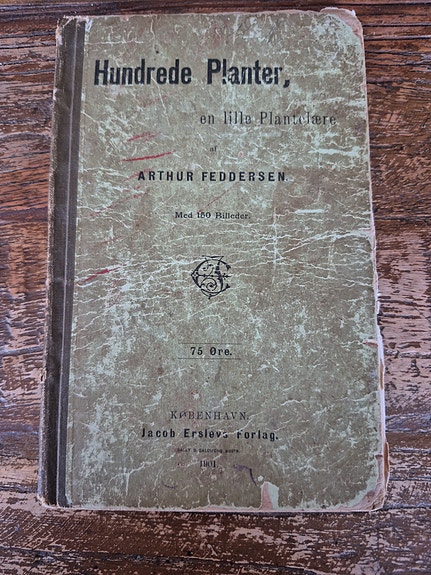 Hundrede Planter,
en lille Plantelære
af
ARTHUR FEDDERSEN.
Med 150 Billeder.
75 Øre.
KØBENHAVN.
Jacob Erslevs Forlag.
1901.